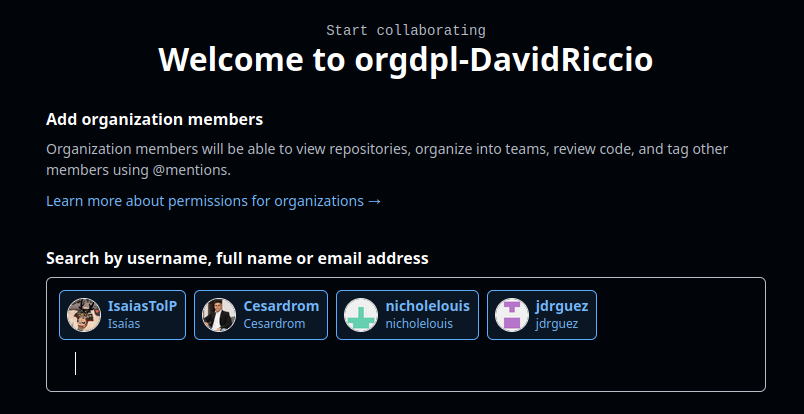 Start collaborating
Welcome to orgdpl-DavidRiccio
Add organization members
Organization members will be able to view repositories, organize into teams, review code, and tag other
members using @mentions.
Learn more about permissions for organizations →
Search by username, full name or email address
IsaiasTolP Cesardrom nicholelouis jdrguez
Isaías Cesardrom nicholelouis jdrguez